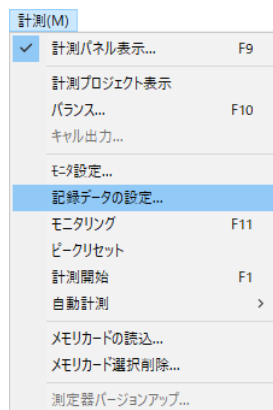 計測(M)
計測パネル表示... F9
計測プロジェクト表示
バランス... F10
キャル出力...
ﾓﾆﾀ設定...
記録データの設定...
モニタリング F11
ピークリセット
計測開始 F1
自動計測 >
メモリカードの読込...
メモリカード選択削除...
測定器バージョンアップ...